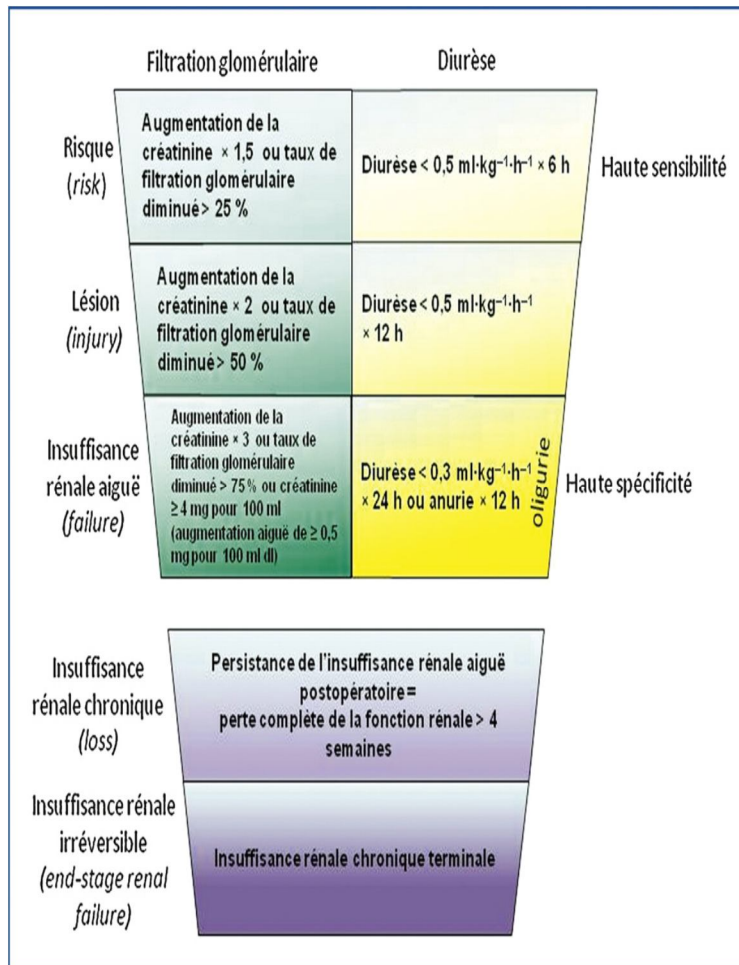 Filtration glomérulaire
Diurèse
Risque
(risk)
Augmentation de la
créatinine × 1,5 ou taux de
filtration glomérulaire
diminué > 25 %
Diurèse < 0,5 ml·kg⁻¹·h⁻¹ × 6 h
Haute sensibilité
Lésion
(injury)
Augmentation de la
créatinine × 2 ou taux de
filtration glomérulaire
diminué > 50 %
Diurèse < 0,5 ml·kg⁻¹·h⁻¹
× 12 h
Insuffisance
rénale aiguë
(failure)
Augmentation de la
créatinine × 3 ou taux de
filtration glomérulaire
diminué > 75 % ou créatinine
≥ 4 mg pour 100 ml
(augmentation aiguë de ≥ 0,5
mg pour 100 ml dl)
Diurèse < 0,3 ml·kg⁻¹·h⁻¹
× 24 h ou anurie × 12 h
oligurie
Haute spécificité
Insuffisance
rénale chronique
(loss)
Persistance de l'insuffisance rénale aiguë
postopératoire =
perte complète de la fonction rénale > 4
semaines
Insuffisance rénale
irréversible
(end-stage renal
failure)
Insuffisance rénale chronique terminale